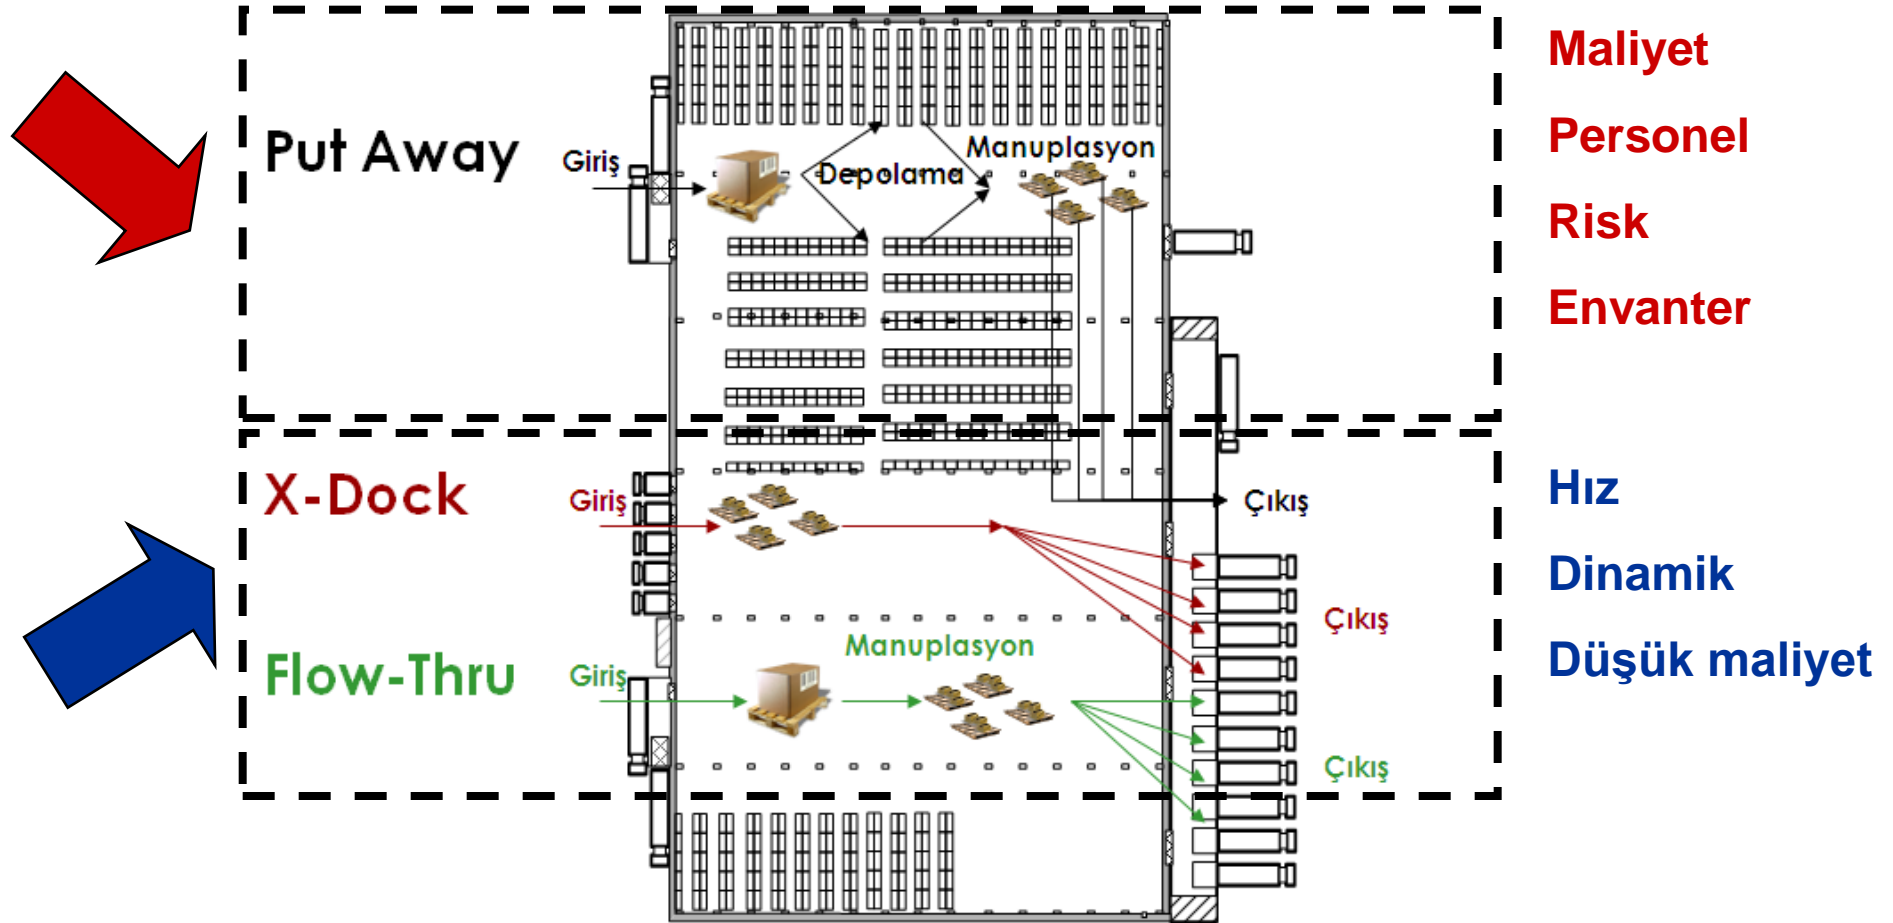 Put Away
Giriş
Depolama
Manuplasyon
Maliyet
Personel
Risk
Envanter
X-Dock
Giriş
Çıkış
Çıkış
Hız
Dinamik
Düşük maliyet
Flow-Thru
Giriş
Manuplasyon
Çıkış